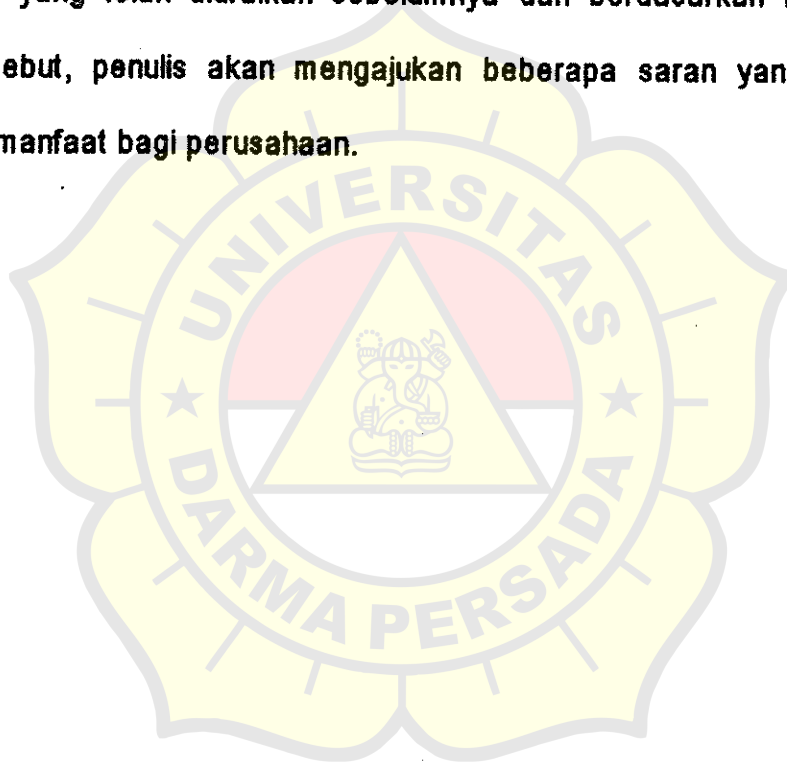 yang telah diuraikan sebelumnya dan berdasarkan
ebut, penulis akan mengajukan beberapa saran yan
manfaat bagi perusahaan.
UNIVERSITAS
DARMA PERSADA